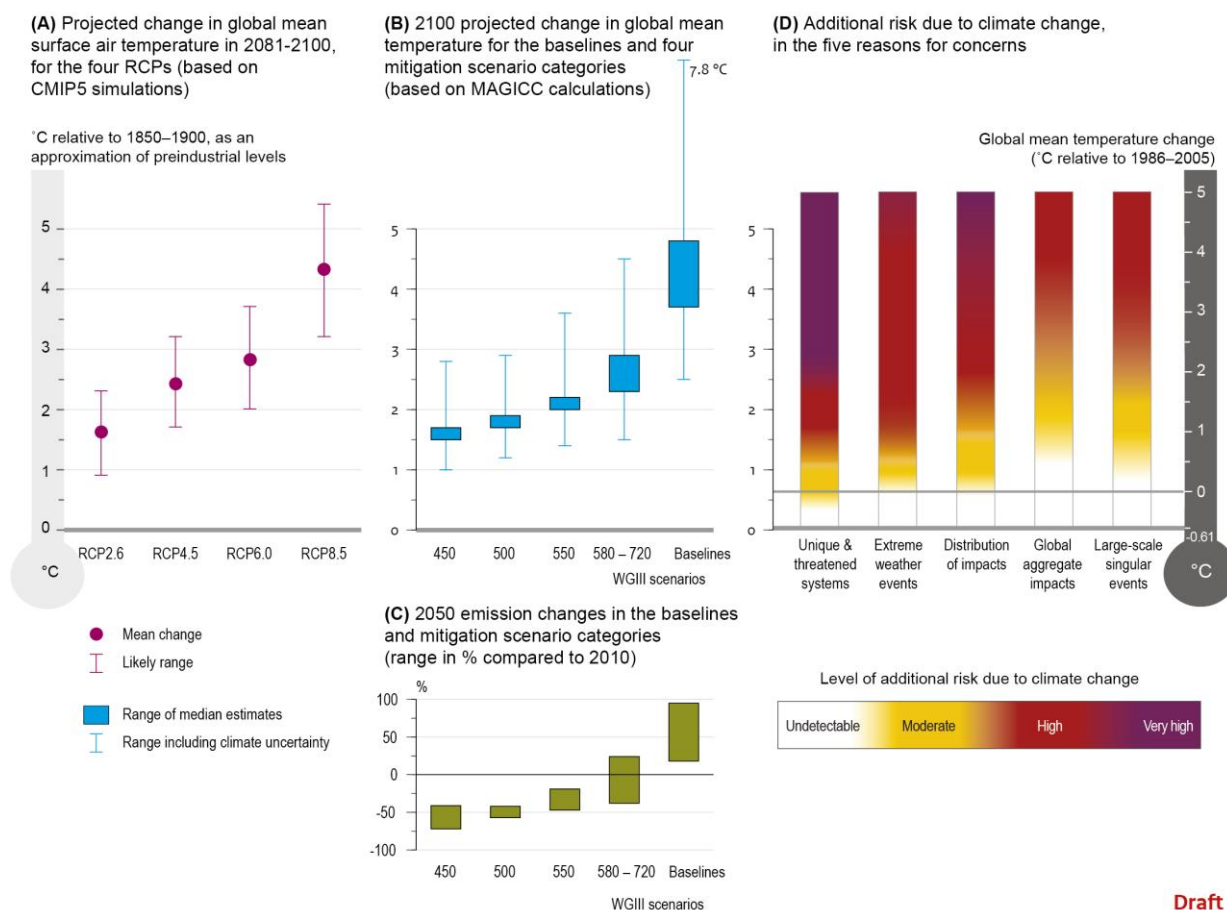 (A) Projected change in global mean
surface air temperature in 2081-2100,
for the four RCPs (based on
CMIP5 simulations)
˚C relative to 1850–1900, as an
approximation of preindustrial levels
5
4
3
2
1
0
RCP2.6 RCP4.5 RCP6.0 RCP8.5
°C
Mean change
Likely range
Range of median estimates
Range including climate uncertainty
(B) 2100 projected change in global mean
temperature for the baselines and four
mitigation scenario categories
(based on MAGICC calculations)
7.8 ºC
5
4
3
2
1
0
450 500 550 580 – 720 Baselines
WGIII scenarios
(C) 2050 emission changes in the baselines
and mitigation scenario categories
(range in % compared to 2010)
%
100
50
0
-50
-100
450 500 550 580 – 720 Baselines
WGIII scenarios
(D) Additional risk due to climate change,
in the five reasons for concerns
Global mean temperature change
(˚C relative to 1986–2005)
5
4
3
2
1
0
5
4
3
2
1
0
-0.61
°C
Unique &
threatened
systems
Extreme
weather
events
Distribution
of impacts
Global
aggregate
impacts
Large-scale
singular
events
Level of additional risk due to climate change
Undetectable Moderate High Very high
Draft